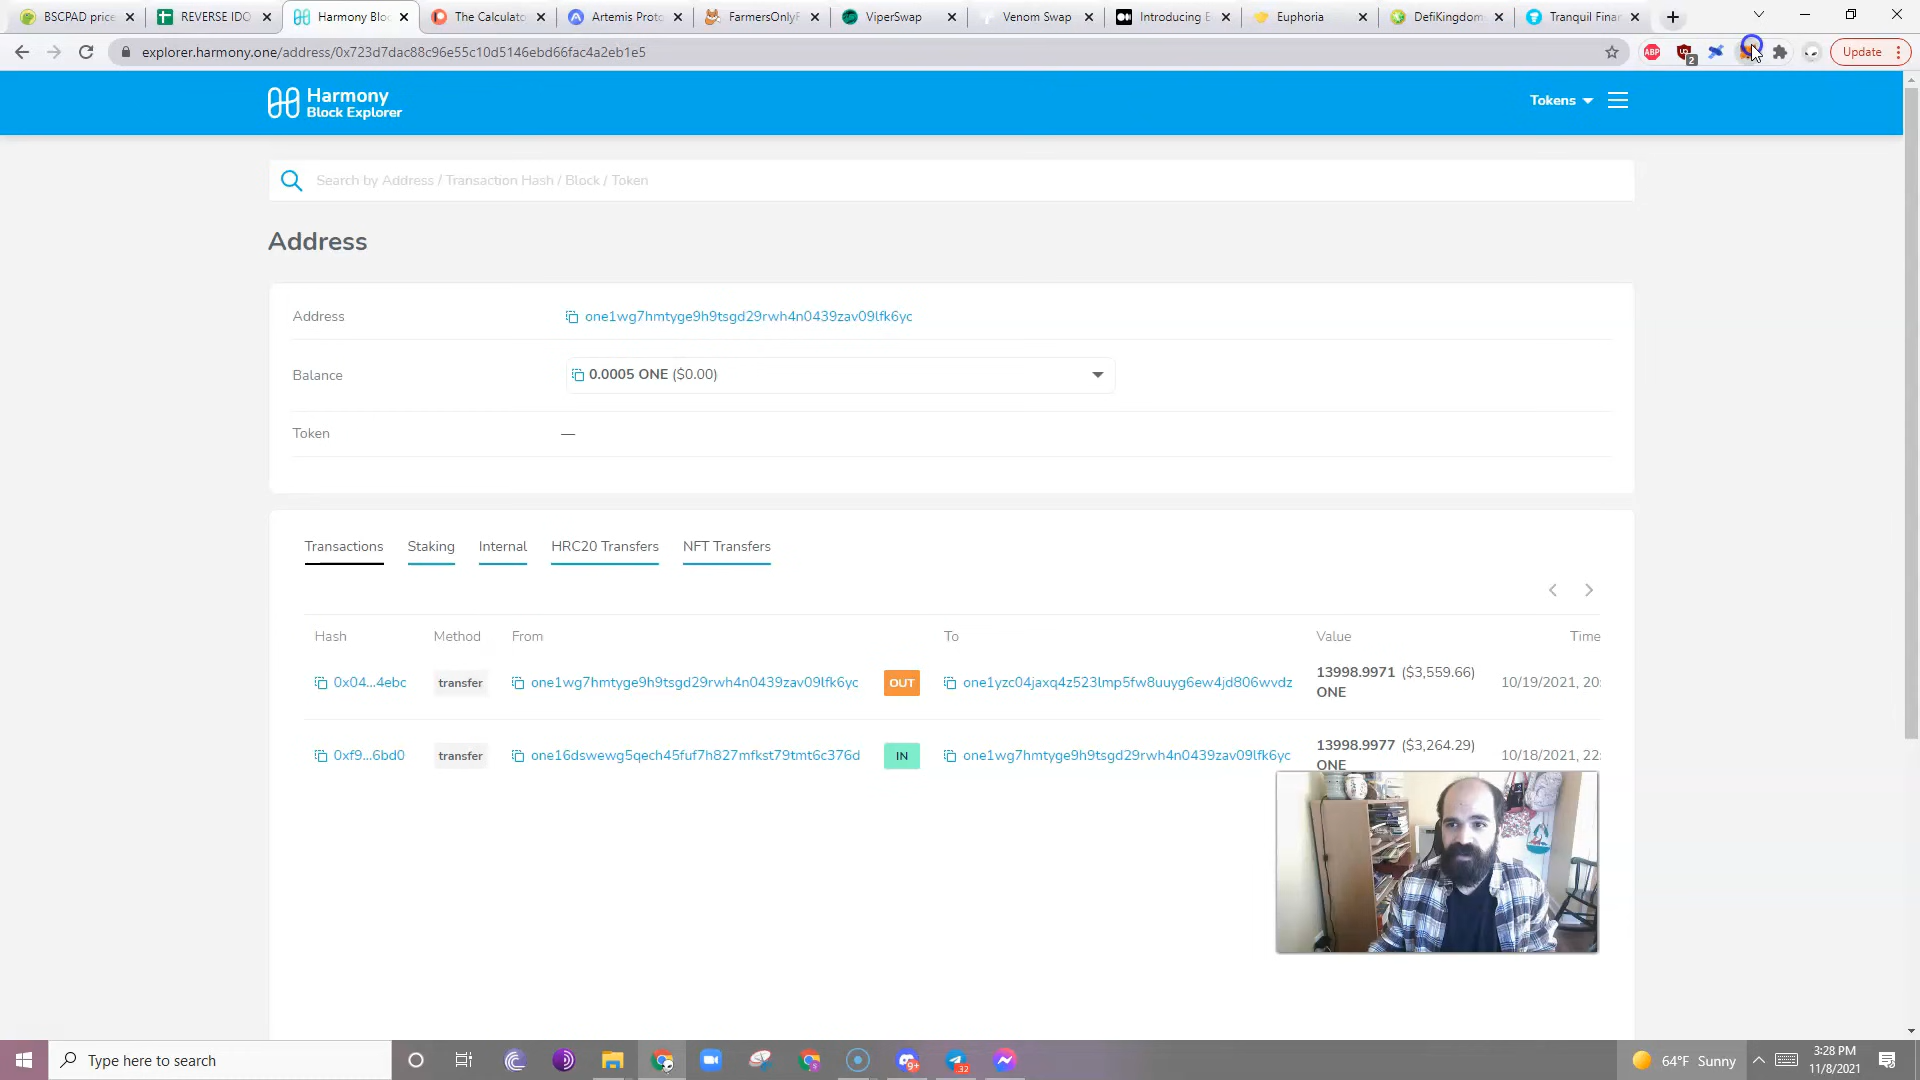 BSCPAD price
REVERSE IDO
Harmony Blo
The Calculato
Artemis Proto
FarmersOnlyF
ViperSwap
Venom Swap
Introducing E
Euphoria
DefiKingdom
Tranquil Finan
explorer.harmony.one/address/0x723d7dac88c96e55c10d5146ebd66fac4a2eb1e5
ABP
2
Update
Harmony
Block Explorer
Tokens
Search by Address / Transaction Hash / Block / Token
Address
Address
one1wg7hmtyge9h9tsgd29rwh4n0439zav09lfk6yc
Balance
0.0005 ONE ($0.00)
Token
—
Transactions
Staking
Internal
HRC20 Transfers
NFT Transfers
Hash
Method
From
To
Value
Time
0x04...4ebc
transfer
one1wg7hmtyge9h9tsgd29rwh4n0439zav09lfk6yc
OUT
one1yzc04jaxq4z523lmp5fw8uuyg6ew4jd806wvdz
13998.9971 ($3,559.66)
ONE
10/19/2021, 20:
0xf9...6bd0
transfer
one16dswewg5qech45fuf7h827mfkst79tmt6c376d
IN
one1wg7hmtyge9h9tsgd29rwh4n0439zav09lfk6yc
13998.9977 ($3,264.29)
ONE
10/18/2021, 22:
Type here to search
9+
32
64°F Sunny
3:28 PM
11/8/2021